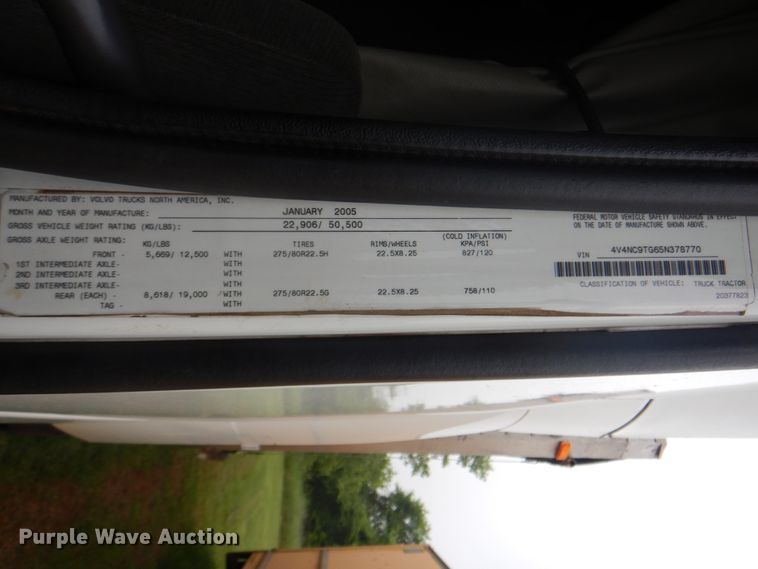 MANUFACTURED BY: VOLVO TRUCKS NORTH AMERICA, INC.
MONTH AND YEAR OF MANUFACTURE: JANUARY 2005
GROSS VEHICLE WEIGHT RATING (KG/LBS): 22,906/ 50,500
GROSS AXLE WEIGHT RATING: KG/LBS TIRES RIMS/WHEELS (COLD INFLATION) KPA/PSI
FRONT - 5,669/ 12,500 WITH 275/80R22.5H 22.5X8.25 827/120
1ST INTERMEDIATE AXLE- WITH
2ND INTERMEDIATE AXLE- WITH
3RD INTERMEDIATE AXLE- WITH
REAR (EACH) - 8,618/ 19,000 WITH 275/80R22.5G 22.5X8.25 758/110
TAG - WITH
FEDERAL MOTOR VEHICLE SAFETY STANDARDS IN EFFECT
ON THE DATE OF MANUFACTURE SHOWN ABOVE.
VIN 4V4NC9TG65N378770
CLASSIFICATION OF VEHICLE: TRUCK TRACTOR
20377823
Purple Wave Auction